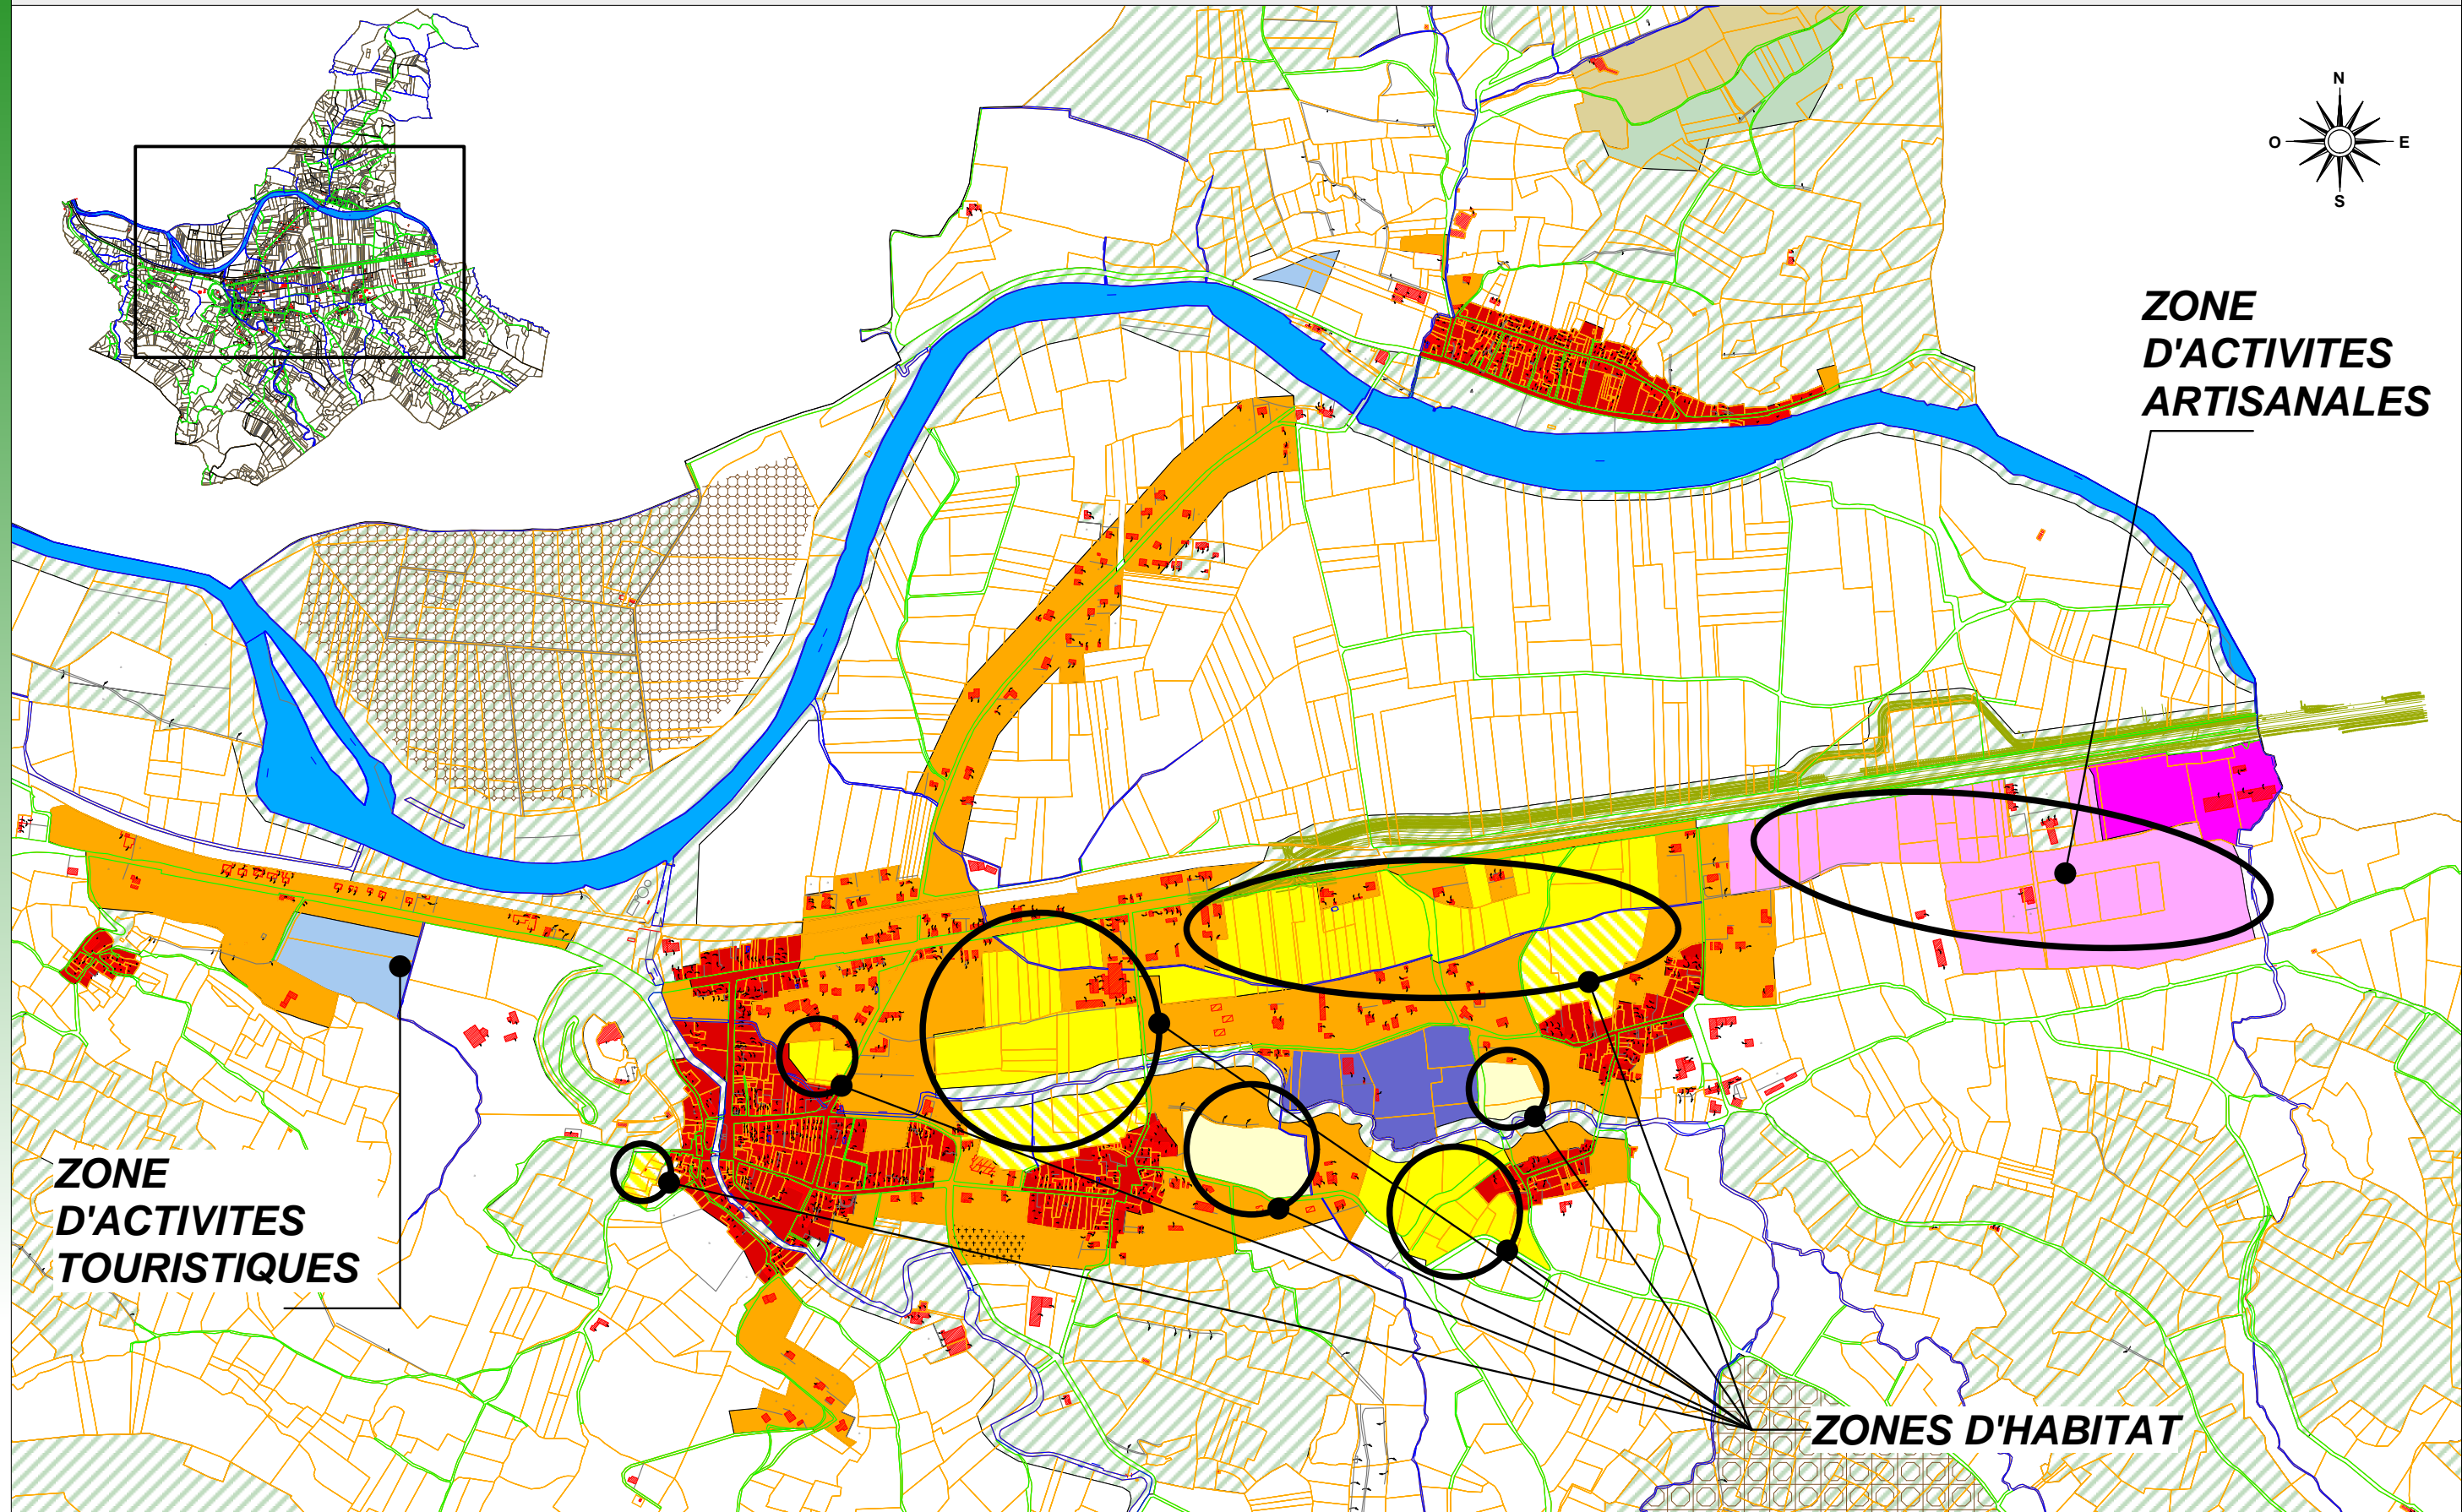 N
O
E
S
ZONE
D'ACTIVITES
ARTISANALES
ZONE
D'ACTIVITES
TOURISTIQUES
ZONES D'HABITAT